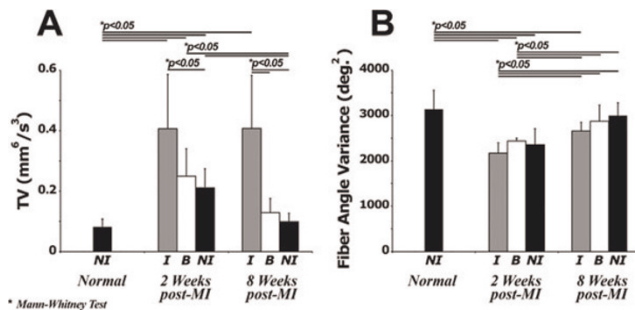 A
*p<0.05
*p<0.05
*p<0.05
*p<0.05
TV (mm⁶/s³)
0.6
0.4
0.2
0
NI
I B NI
I B NI
Normal
2 Weeks
post-MI
8 Weeks
post-MI
* Mann-Whitney Test
B
*p<0.05
*p<0.05
*p<0.05
Fiber Angle Variance (deg.²)
4000
3000
2000
1000
0
NI
I B NI
I B NI
Normal
2 Weeks
post-MI
8 Weeks
post-MI